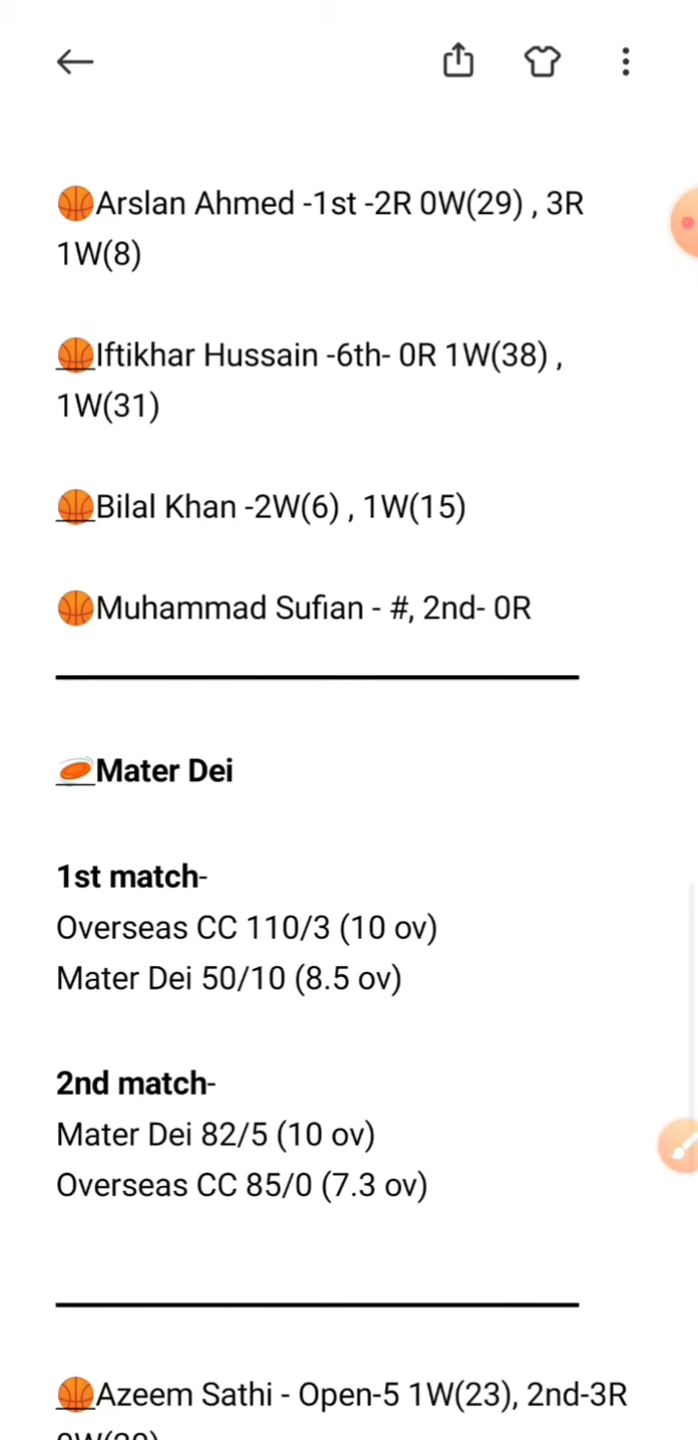 🏀Arslan Ahmed -1st -2R 0W(29) , 3R
1W(8)
🏀Iftikhar Hussain -6th- 0R 1W(38) ,
1W(31)
🏀Bilal Khan -2W(6) , 1W(15)
🏀Muhammad Sufian - #, 2nd- 0R
🥏Mater Dei
1st match-
Overseas CC 110/3 (10 ov)
Mater Dei 50/10 (8.5 ov)
2nd match-
Mater Dei 82/5 (10 ov)
Overseas CC 85/0 (7.3 ov)
🏀Azeem Sathi - Open-5 1W(23), 2nd-3R